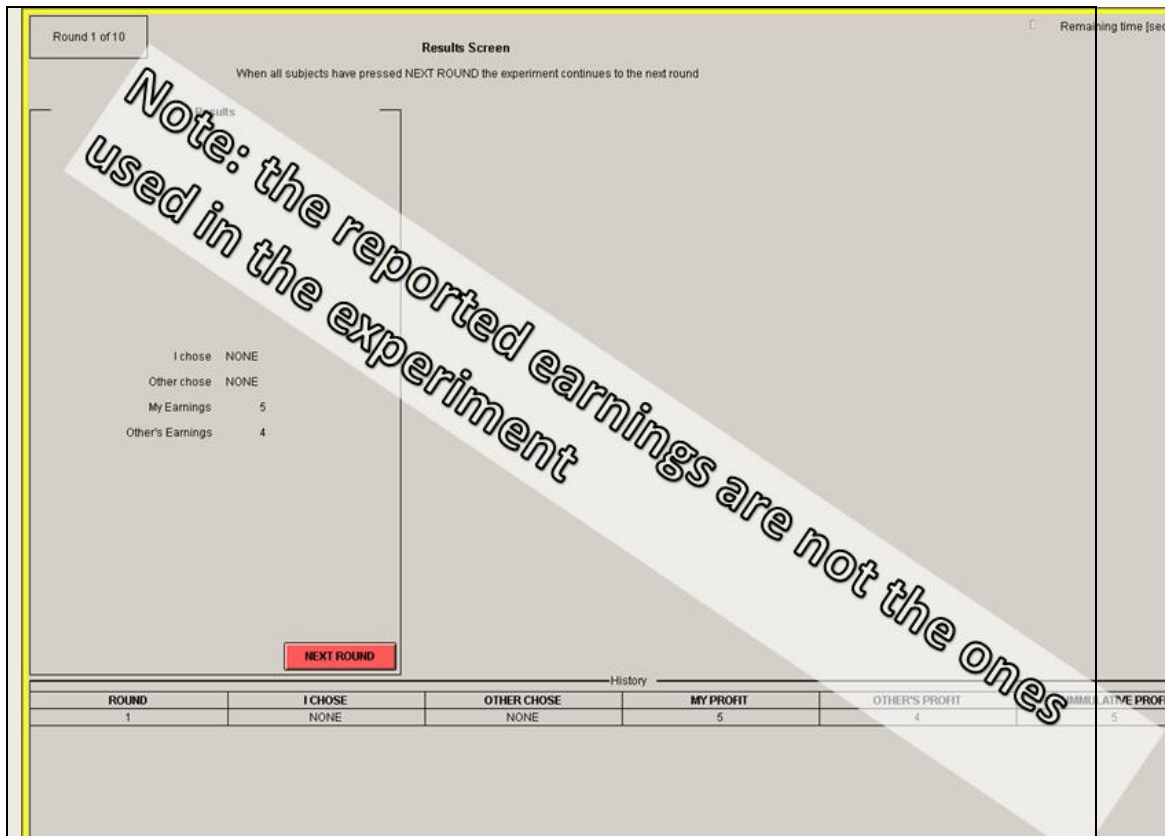 Round 1 of 10
Remaining time [sec
Results Screen
When all subjects have pressed NEXT ROUND the experiment continues to the next round
Results
Note: the reported earnings are not the ones
used in the experiment
I chose NONE
Other chose NONE
My Earnings 5
Other's Earnings 4
NEXT ROUND
History
ROUND I CHOSE OTHER CHOSE MY PROFIT OTHER'S PROFIT UMMULATIVE PROF
1 NONE NONE 5 4 5